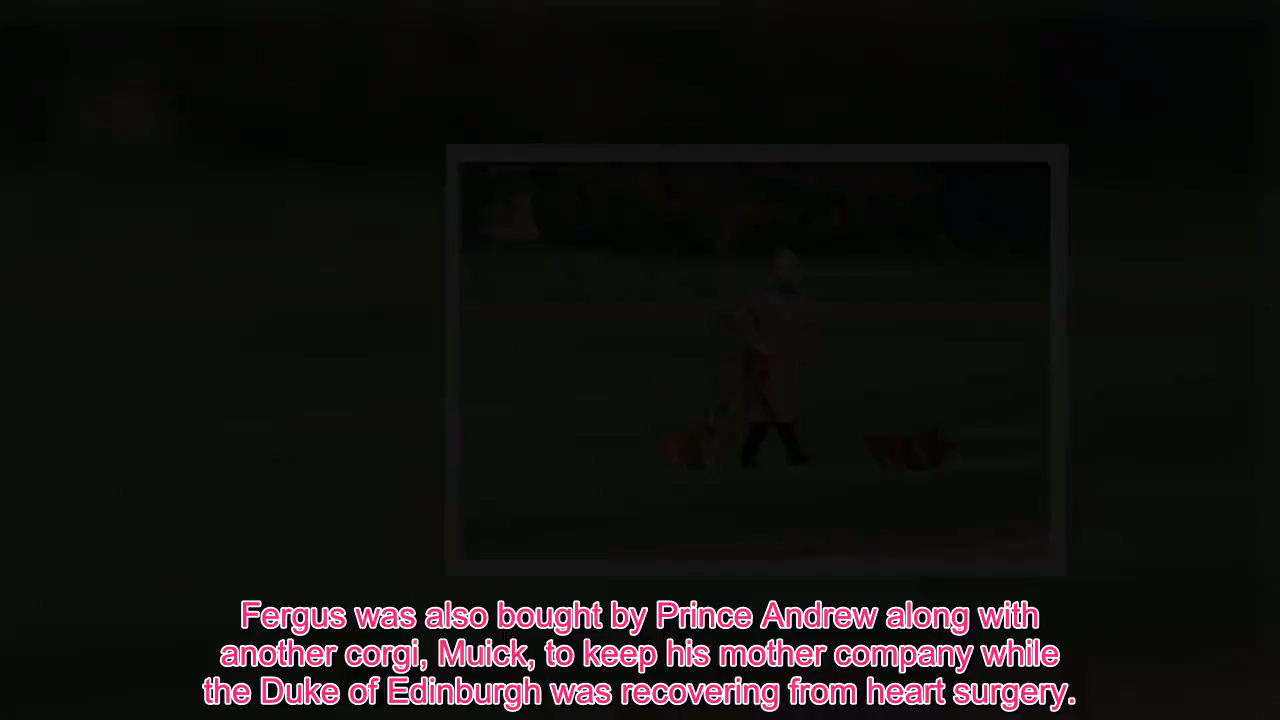 Fergus was also bought by Prince Andrew along with
another corgi, Muick, to keep his mother company while
the Duke of Edinburgh was recovering from heart surgery.